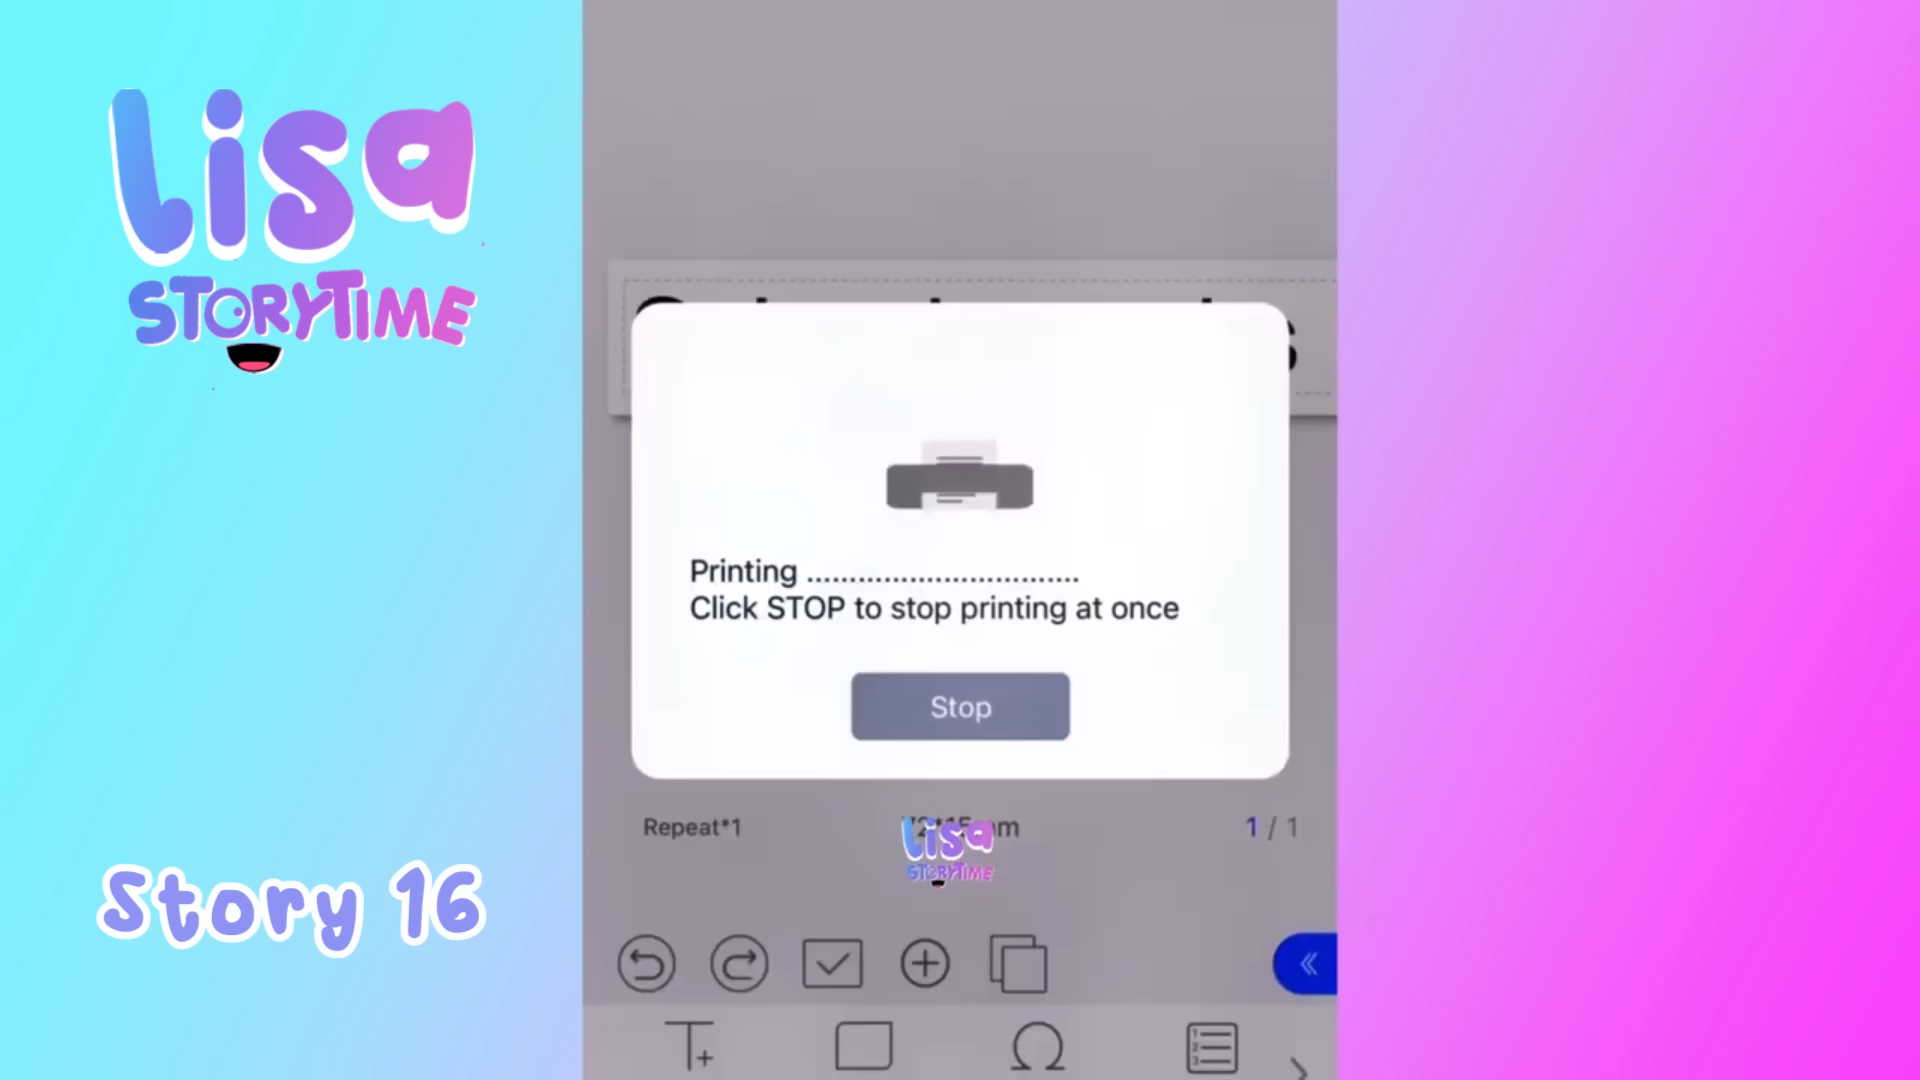 Lisa
STORYTIME
Printing ................................
Click STOP to stop printing at once
Stop
Repeat*1
1 / 1
Lisa
STORYTIME
Story 16